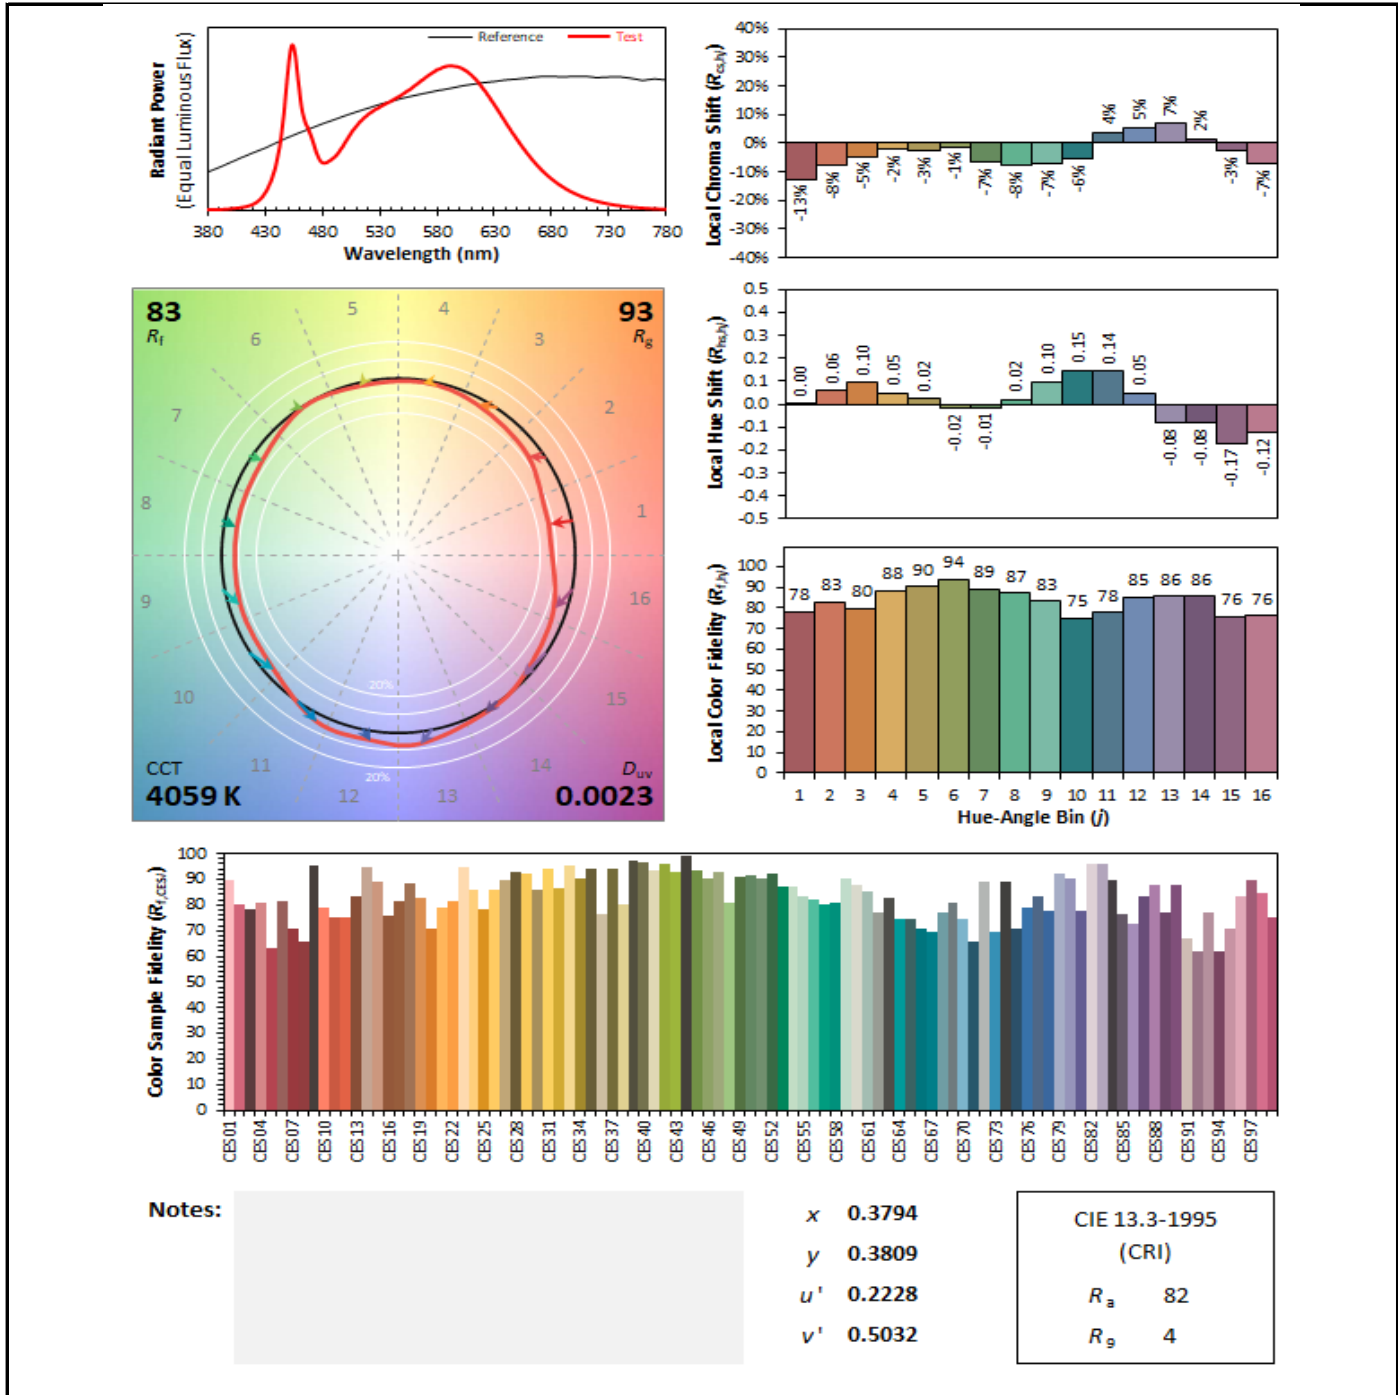 Radiant Power
(Equal Luminous Flux)
Reference
Test
380 430 480 530 580 630 680 730 780
Wavelength (nm)
Local Chroma Shift (Rcs,hj)
40%
30%
20%
10%
0%
-10%
-20%
-30%
-40%
-13% -8% -5% -2% -3% -1% -7% -8% -7% -6% 4% 5% 7% 2% -3% -7%
83
Rf
93
Rg
5 4
6 3
7 2
8 1
9 16
10 15
11 14
12 13
20%
20%
CCT
4059 K
Duv
0.0023
Local Hue Shift (Rhs,hj)
0.5
0.4
0.3
0.2
0.1
0.0
-0.1
-0.2
-0.3
-0.4
-0.5
0.00 0.06 0.10 0.05 0.02 -0.02 -0.01 0.02 0.10 0.15 0.14 0.05 -0.08 -0.08 -0.17 -0.12
Local Color Fidelity (Rf,hj)
100
90
80
70
60
50
40
30
20
10
0
78 83 80 88 90 94 89 87 83 75 78 85 86 86 76 76
1 2 3 4 5 6 7 8 9 10 11 12 13 14 15 16
Hue-Angle Bin (j)
Color Sample Fidelity (Rf,CESi)
100
90
80
70
60
50
40
30
20
10
0
CES01 CES04 CES07 CES10 CES13 CES16 CES19 CES22 CES25 CES28 CES31 CES34 CES37 CES40 CES43 CES46 CES49 CES52 CES55 CES58 CES61 CES64 CES67 CES70 CES73 CES76 CES79 CES82 CES85 CES88 CES91 CES94 CES97
Notes:
x 0.3794
y 0.3809
u' 0.2228
v' 0.5032
CIE 13.3-1995
(CRI)
Ra 82
R9 4